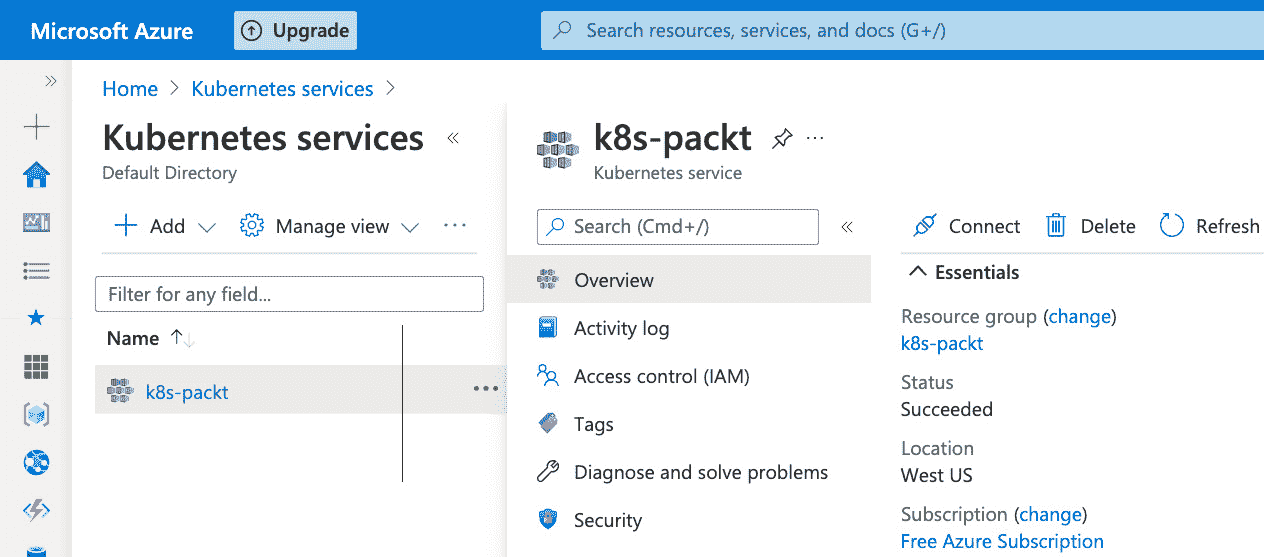 Microsoft Azure
Upgrade
Search resources, services, and docs (G+/)
Home > Kubernetes services >
Kubernetes services «
Default Directory
+ Add
Manage view
...
Filter for any field...
Name ↑↓
k8s-packt
...
k8s-packt
...
Kubernetes service
Search (Cmd+/)
«
Overview
Activity log
Access control (IAM)
Tags
Diagnose and solve problems
Security
Connect
Delete
Refresh
Essentials
Resource group (change)
k8s-packt
Status
Succeeded
Location
West US
Subscription (change)
Free Azure Subscription